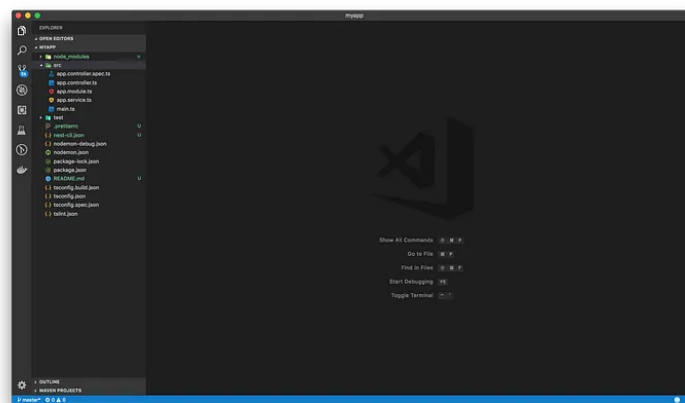 myapp
EXPLORER
OPEN EDITORS
MYAPP
node_modules
src
app.controller.spec.ts
app.controller.ts
app.module.ts
app.service.ts
main.ts
test
.prettierrc U
nest-cli.json U
nodemon-debug.json
nodemon.json
package-lock.json
package.json
README.md U
tsconfig.build.json
tsconfig.json
tsconfig.spec.json
tslint.json
Show All Commands ⇧ ⌘ P
Go to File ⌘ P
Find in Files ⇧ ⌘ F
Start Debugging F5
Toggle Terminal ⌃ `
OUTLINE
MAVEN PROJECTS
master* 0 0